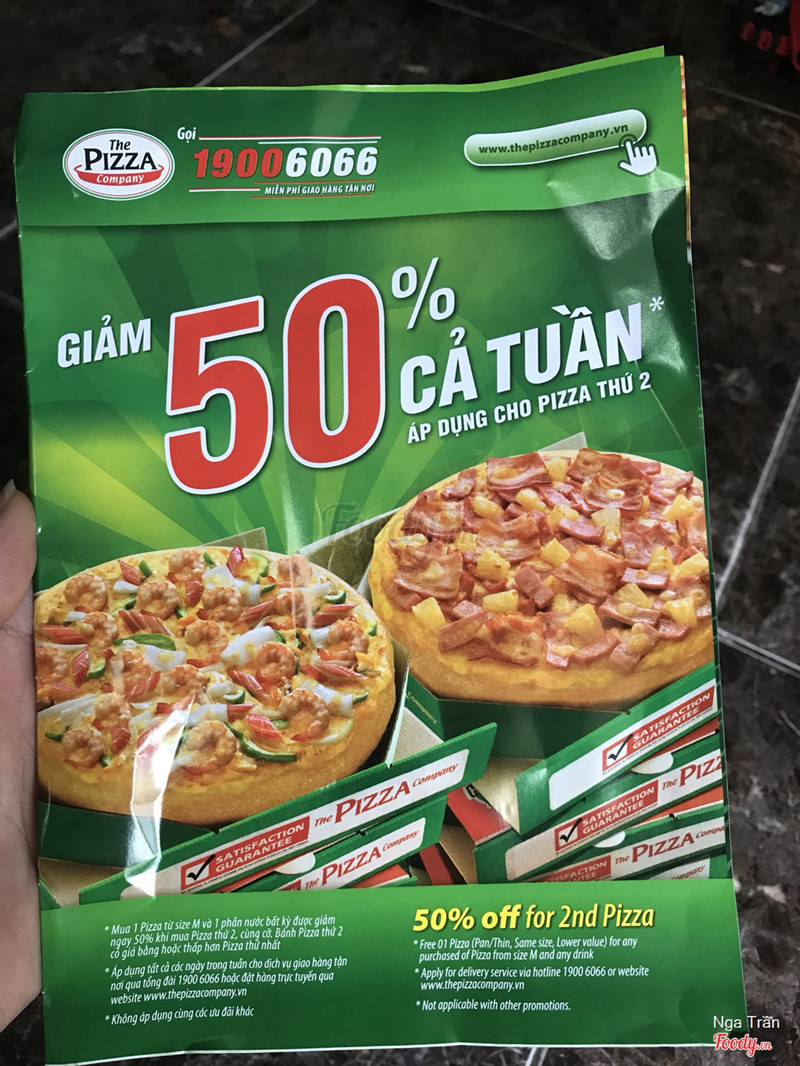 The
PIZZA
Company
Gọi
19006066
MIỄN PHÍ GIAO HÀNG TẬN NƠI
www.thepizzacompany.vn
GIẢM 50% CẢ TUẦN*
ÁP DỤNG CHO PIZZA THỨ 2
SATISFACTION
GUARANTEE
SATISFACTION
GUARANTEE
The PIZZA
SATISFACTION
GUARANTEE
The PIZZA Company
SATISFACTION
GUARANTEE
The PIZZA Company
The PIZZA Company
* Mua 1 Pizza từ size M và 1 phần nước bất kỳ được giảm
ngay 50% khi mua Pizza thứ 2, cùng cỡ. Bánh Pizza thứ 2
có giá bằng hoặc thấp hơn Pizza thứ nhất
* Áp dụng tất cả các ngày trong tuần cho dịch vụ giao hàng tận
nơi qua tổng đài 1900 6066 hoặc đặt hàng trực tuyến qua
website www.thepizzacompany.vn
* Không áp dụng cùng các ưu đãi khác
50% off for 2nd Pizza
* Free 01 Pizza (Pan/Thin, Same size, Lower value) for any
purchased of Pizza from size M and any drink
* Apply for delivery service via hotline 1900 6066 or website
www.thepizzacompany.vn
* Not applicable with other promotions.
Nga Trần
Foody.vn